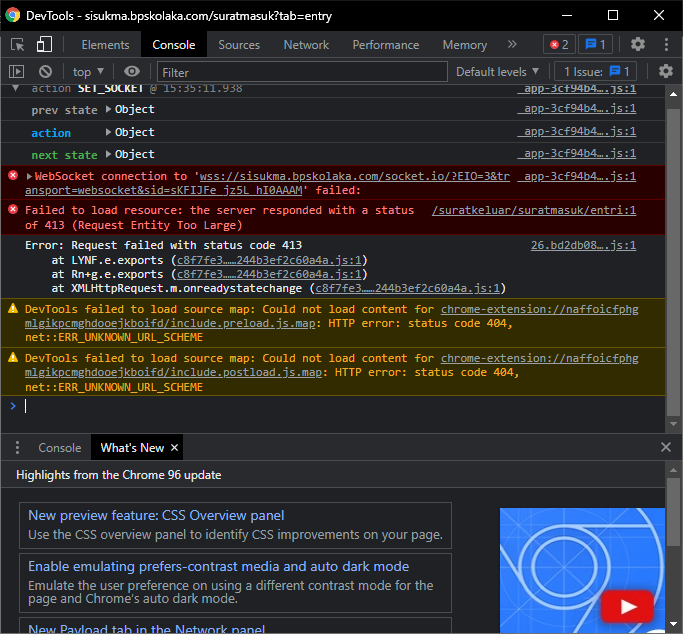 DevTools - sisukma.bpskolaka.com/suratmasuk?tab=entry
Elements Console Sources Network Performance Memory » 2 1
top ▼ Filter Default levels ▼ 1 Issue: 1
▼ action SET_SOCKET @ 15:35:11.938 _app-3cf94b4….js:1
prev state ▶Object _app-3cf94b4….js:1
action ▶Object _app-3cf94b4….js:1
next state ▶Object _app-3cf94b4….js:1
▶WebSocket connection to 'wss://sisukma.bpskolaka.com/socket.io/?EIO=3&tr _app-3cf94b4….js:1
ansport=websocket&sid=sKFIJFe_jz5L_hI0AAAM' failed:
Failed to load resource: the server responded with a status /suratkeluar/suratmasuk/entri:1
of 413 (Request Entity Too Large)
Error: Request failed with status code 413 26.bd2db08….js:1
at LYNF.e.exports (c8f7fe3……244b3ef2c60a4a.js:1)
at Rn+g.e.exports (c8f7fe3……244b3ef2c60a4a.js:1)
at XMLHttpRequest.m.onreadystatechange (c8f7fe3……244b3ef2c60a4a.js:1)
DevTools failed to load source map: Could not load content for chrome-extension://naffoicfphg
mlgikpcmghdooejkboifd/include.preload.js.map: HTTP error: status code 404,
net::ERR_UNKNOWN_URL_SCHEME
DevTools failed to load source map: Could not load content for chrome-extension://naffoicfphg
mlgikpcmghdooejkboifd/include.postload.js.map: HTTP error: status code 404,
net::ERR_UNKNOWN_URL_SCHEME
Console What's New ×
Highlights from the Chrome 96 update
New preview feature: CSS Overview panel
Use the CSS overview panel to identify CSS improvements on your page.
Enable emulating prefers-contrast media and auto dark mode
Emulate the user preference on using a different contrast mode for the
page and Chrome's auto dark mode.
New Payload tab in the Network panel